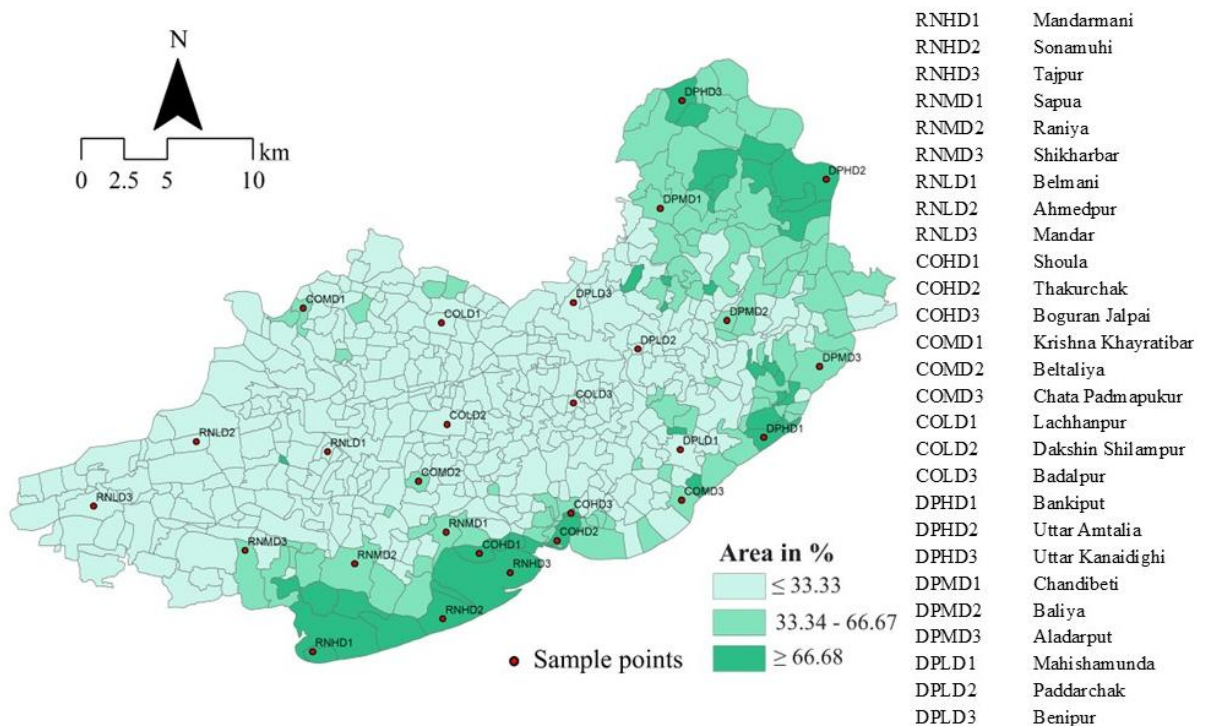 N
0 2.5 5 10 km
DPHD3
DPHD2
DPMD1
DPLD3
COMD1
COLD1
DPMD2
DPLD2
DPMD3
COLD3
COLD2
DPHD1
RNLD2
RNLD1
DPLD1
COMD2
COMD3
RNLD3
COHD3
RNMD1
COHD2
RNMD3
RNMD2
COHD1
RNHD3
RNHD2
RNHD1
Sample points
Area in %
≤ 33.33
33.34 - 66.67
≥ 66.68
RNHD1 Mandarmani
RNHD2 Sonamuhi
RNHD3 Tajpur
RNMD1 Sapua
RNMD2 Raniya
RNMD3 Shikharbar
RNLD1 Belmani
RNLD2 Ahmedpur
RNLD3 Mandar
COHD1 Shoula
COHD2 Thakurchak
COHD3 Boguran Jalpai
COMD1 Krishna Khayratibar
COMD2 Beltaliya
COMD3 Chata Padmapukur
COLD1 Lachhanpur
COLD2 Dakshin Shilampur
COLD3 Badalpur
DPHD1 Bankiput
DPHD2 Uttar Amtalia
DPHD3 Uttar Kanaidighi
DPMD1 Chandibeti
DPMD2 Baliya
DPMD3 Aladarput
DPLD1 Mahishamunda
DPLD2 Paddarchak
DPLD3 Benipur